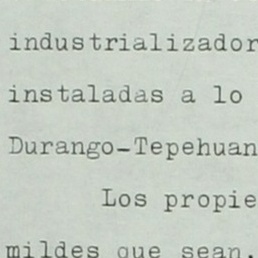 industrializador
instaladas a lo
Durango-Tepehuan
Los propie
mildes que sean.